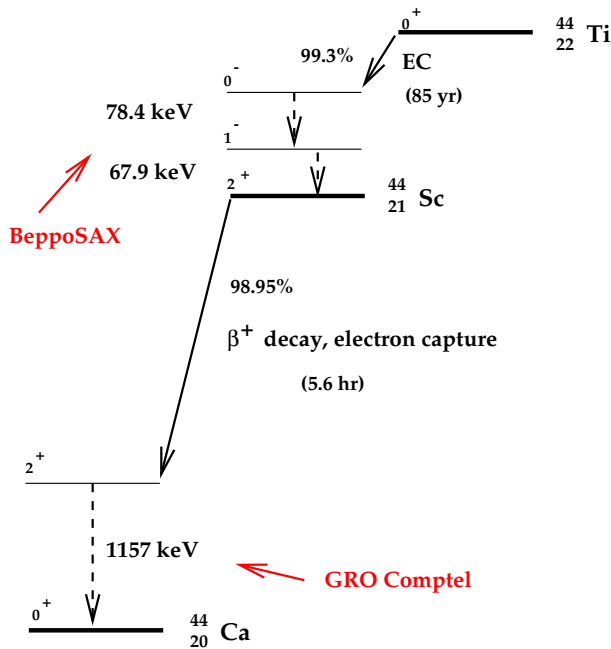 0+ 44 22 Ti
99.3% EC
(85 yr)
0-
78.4 keV
1-
67.9 keV
2+ 44 21 Sc
BeppoSAX
98.95%
β+ decay, electron capture
(5.6 hr)
2+
1157 keV
GRO Comptel
0+ 44 20 Ca